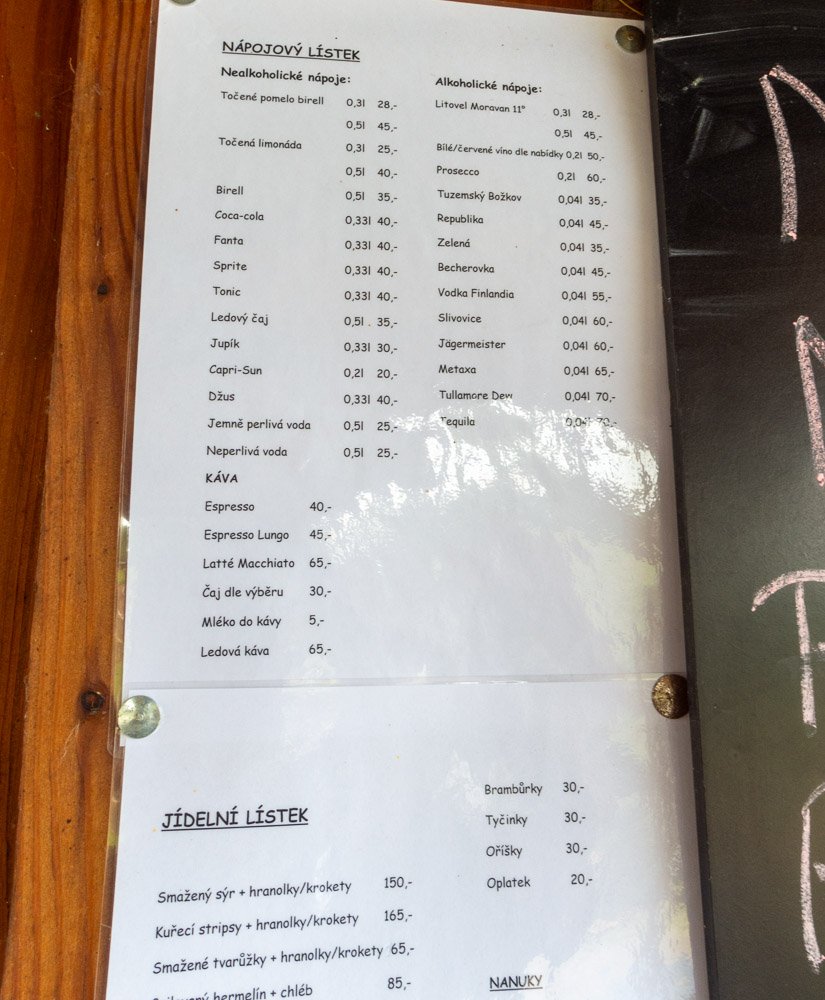 NÁPOJOVÝ LÍSTEK
Nealkoholické nápoje:
Točené pomelo birell 0,3l 28,-
0,5l 45,-
Točená limonáda 0,3l 25,-
0,5l 40,-
Birell 0,5l 35,-
Coca-cola 0,33l 40,-
Fanta 0,33l 40,-
Sprite 0,33l 40,-
Tonic 0,33l 40,-
Ledový čaj 0,5l 35,-
Jupík 0,33l 30,-
Capri-Sun 0,2l 20,-
Džus 0,33l 40,-
Jemně perlivá voda 0,5l 25,-
Neperlivá voda 0,5l 25,-
KÁVA
Espresso 40,-
Espresso Lungo 45,-
Latté Macchiato 65,-
Čaj dle výběru 30,-
Mléko do kávy 5,-
Ledová káva 65,-
Alkoholické nápoje:
Litovel Moravan 11° 0,3l 28,-
0,5l 45,-
Bílé/červené víno dle nabídky 0,2l 50,-
Prosecco 0,2l 60,-
Tuzemský Božkov 0,04l 35,-
Republika 0,04l 45,-
Zelená 0,04l 35,-
Becherovka 0,04l 45,-
Vodka Finlandia 0,04l 55,-
Slivovice 0,04l 60,-
Jägermeister 0,04l 60,-
Metaxa 0,04l 65,-
Tullamore Dew 0,04l 70,-
Tequila 0,04l 70,-
JÍDELNÍ LÍSTEK
Smažený sýr + hranolky/krokety 150,-
Kuřecí stripsy + hranolky/krokety 165,-
Smažené tvarůžky + hranolky/krokety 65,-
hermelín + chléb 85,-
Brambůrky 30,-
Tyčinky 30,-
Oříšky 30,-
Oplatek 20,-
NANUKY